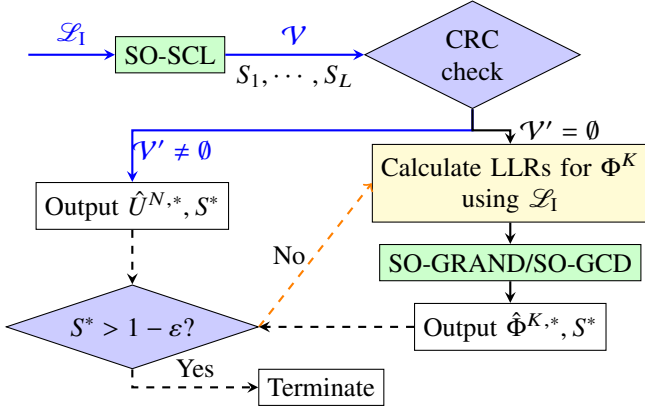 ℒ_I
SO-SCL
𝒱
S_1, ⋯, S_L
CRC
check
𝒱′ ≠ ∅
𝒱′ = ∅
Output Û^{N,*}, S^*
Calculate LLRs for Φ^K
using ℒ_I
No
SO-GRAND/SO-GCD
S^* > 1 − ε?
Output Φ̂^{K,*}, S^*
Yes
Terminate